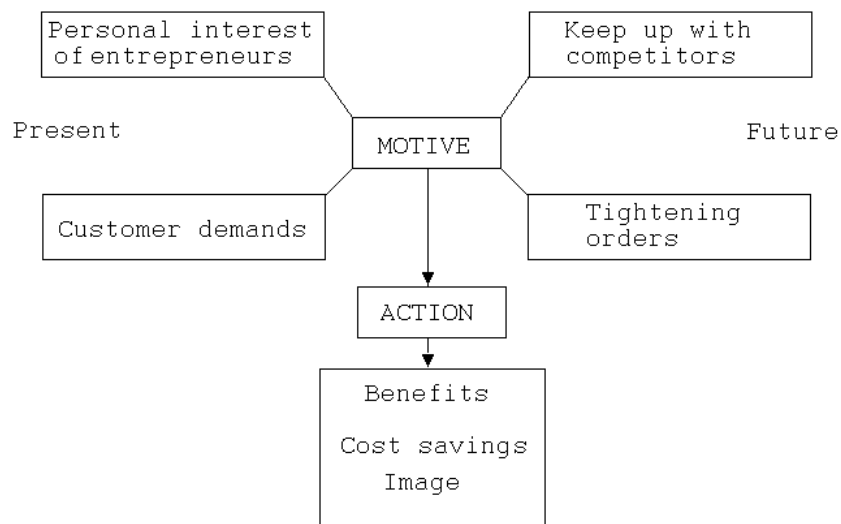 Personal interest
of entrepreneurs
Keep up with
competitors
Present
MOTIVE
Future
Customer demands
Tightening
orders
ACTION
Benefits
Cost savings
Image